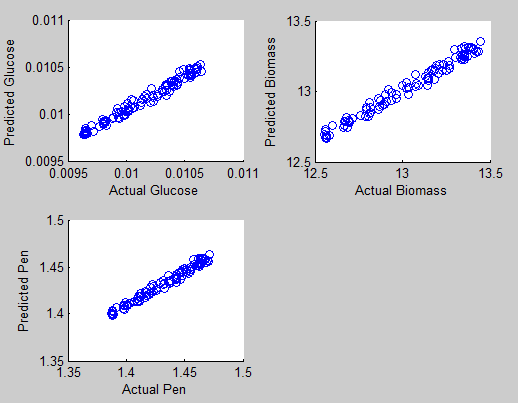 0.011
0.0105
0.01
0.0095
Predicted Glucose
0.0095 0.01 0.0105 0.011
Actual Glucose
13.5
13
12.5
Predicted Biomass
12.5 13 13.5
Actual Biomass
1.5
1.45
1.4
1.35
Predicted Pen
1.35 1.4 1.45 1.5
Actual Pen